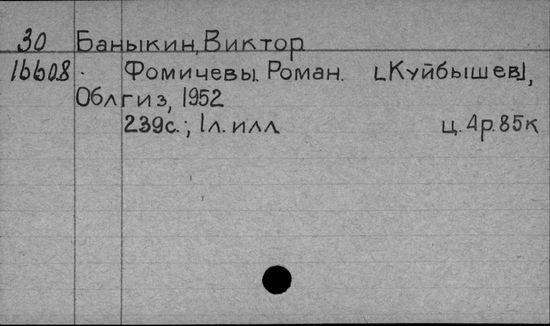 30 Баныкин, Виктор
16608 Фомичевы. Роман. [Куйбышев],
Облгиз, 1952
239с.; 1л. илл. ц. 4р. 85к